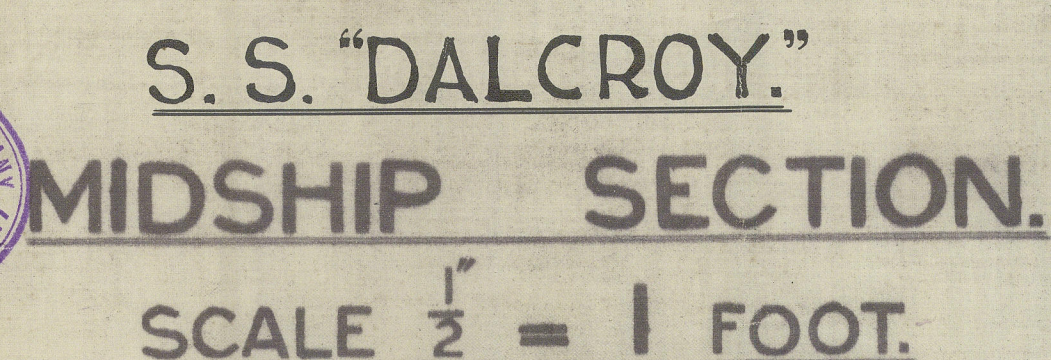 S. S. “DALCROY.”
MIDSHIP SECTION.
SCALE 1/2" = 1 FOOT.